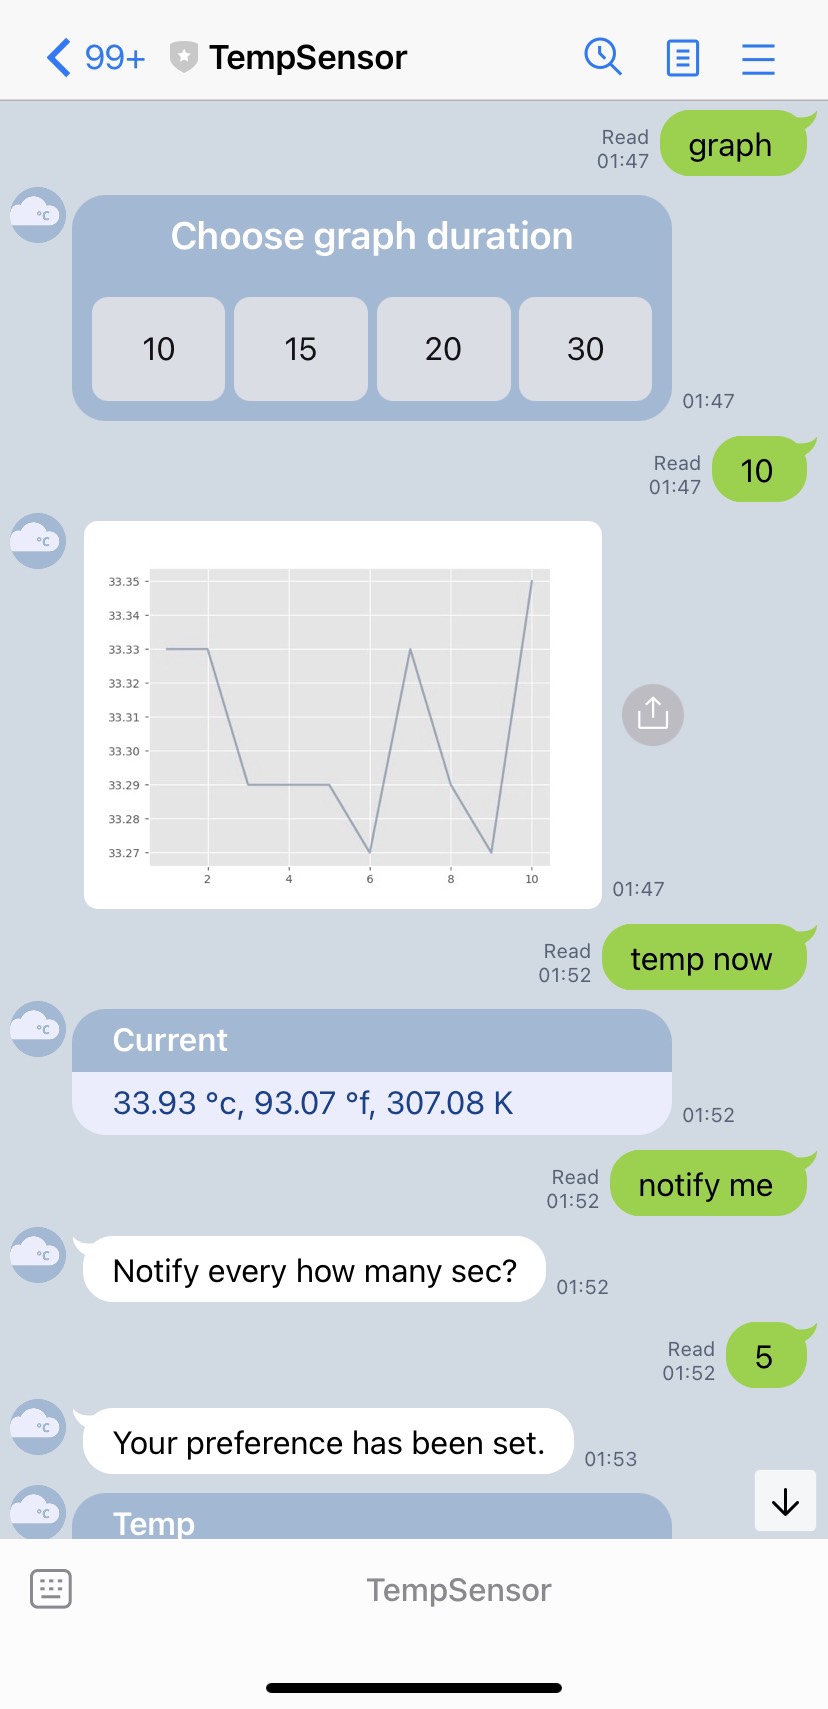 99+ TempSensor
Read
01:47
graph
°C
Choose graph duration
10 15 20 30
01:47
Read
01:47
10
°C
33.35
33.34
33.33
33.32
33.31
33.30
33.29
33.28
33.27
2 4 6 8 10
01:47
Read
01:52
temp now
°C
Current
33.93 °c, 93.07 °f, 307.08 K
01:52
Read
01:52
notify me
°C
Notify every how many sec?
01:52
Read
01:52
5
°C
Your preference has been set.
01:53
°C
Temp
TempSensor